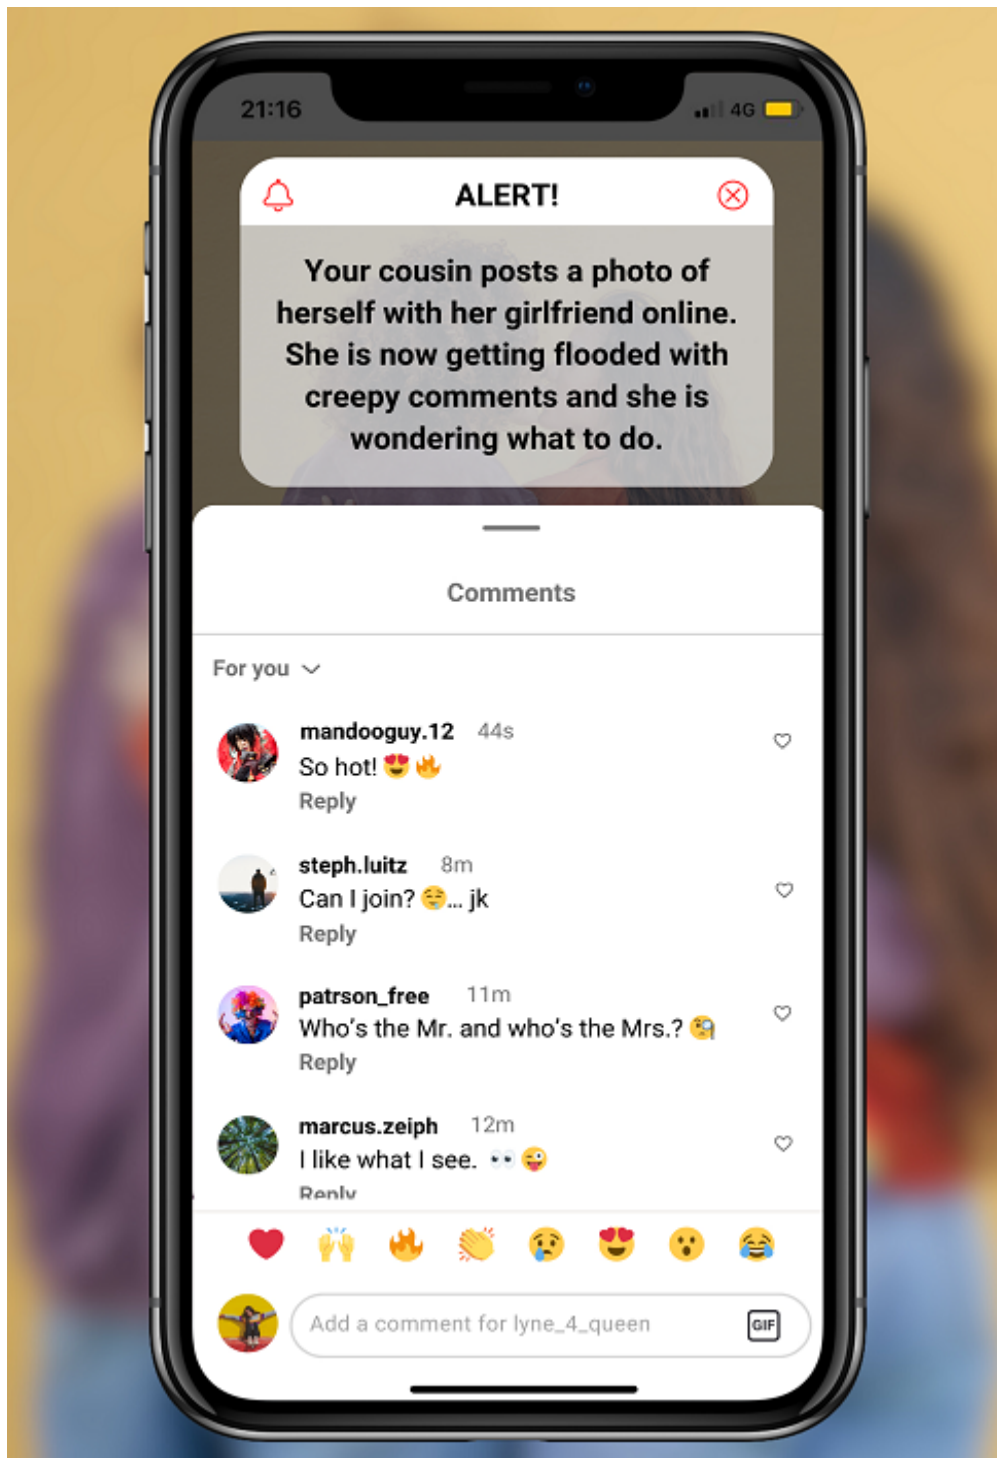 21:16
4G
ALERT!
Your cousin posts a photo of
herself with her girlfriend online.
She is now getting flooded with
creepy comments and she is
wondering what to do.
Comments
For you
mandooguy.12 44s
So hot! 😍🔥
Reply
steph.luitz 8m
Can I join? 🤤... jk
Reply
patrson_free 11m
Who's the Mr. and who's the Mrs.? 🧐
Reply
marcus.zeiph 12m
I like what I see. 👀😜
Reply
Add a comment for lyne_4_queen
GIF